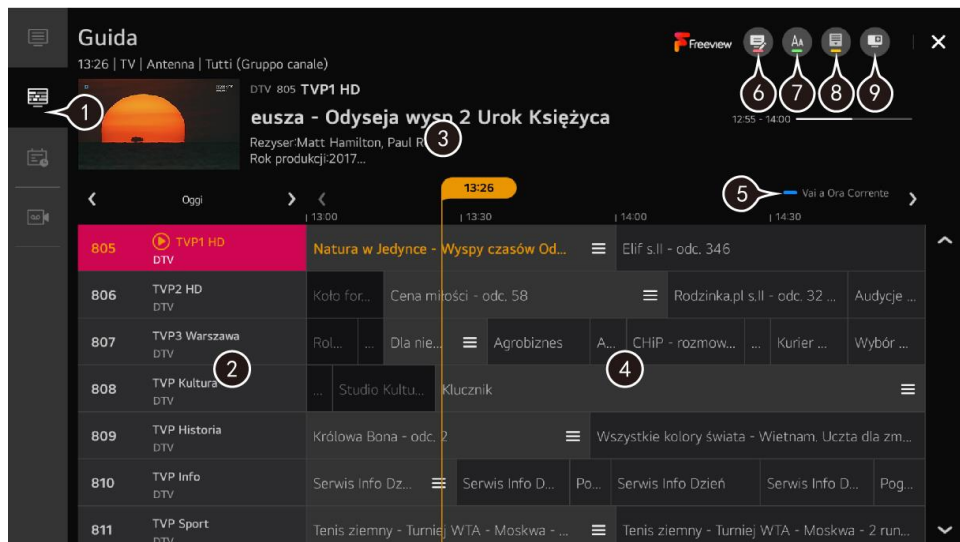 Guida
13:26 | TV | Antenna | Tutti (Gruppo canale)
Freeview
6 7 8 9
1
DTV 805 TVP1 HD
eusza - Odyseja wysp 2 Urok Księżyca
12:55 - 14:00
Rezyser:Matt Hamilton, Paul R
3
Rok produkcji:2017...
Oggi
13:26
5
Vai a Ora Corrente
13:00 13:30 14:00 14:30
805 TVP1 HD Natura w Jedynce - Wyspy czasów Od... Elif s.II - odc. 346
DTV
806 TVP2 HD Koło for... Cena miłości - odc. 58 Rodzinka.pl s.II - odc. 32 ... Audycje ...
DTV
807 TVP3 Warszawa Rol... ... Dla nie... Agrobiznes A... CHiP - rozmow... ... Kurier ... Wybór ...
DTV
2
4
808 TVP Kultura ... Studio Kultu... Klucznik
DTV
809 TVP Historia Królowa Bona - odc. 2 Wszystkie kolory świata - Wietnam. Uczta dla zm...
DTV
810 TVP Info Serwis Info Dz... Serwis Info D... Po... Serwis Info Dzień Serwis Info D... Pog...
DTV
811 TVP Sport Tenis ziemny - Turniej WTA - Moskwa - ... Tenis ziemny - Turniej WTA - Moskwa - 2 run...
DTV